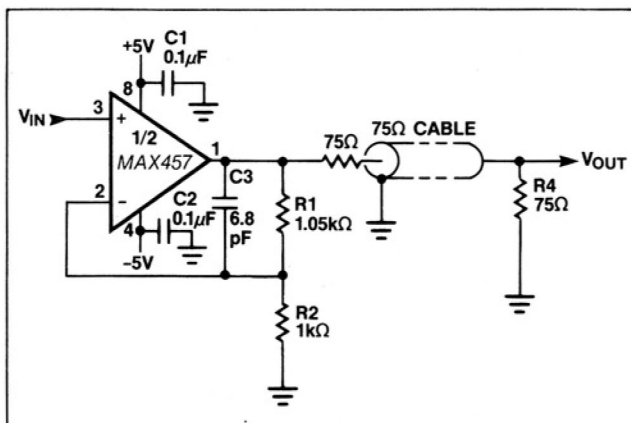 +5V
C1
0.1µF
8
VIN
3
+
1/2
MAX457
1
2
−
4
C2
0.1µF
−5V
C3
6.8
pF
R1
1.05kΩ
R2
1kΩ
75Ω
75Ω CABLE
VOUT
R4
75Ω